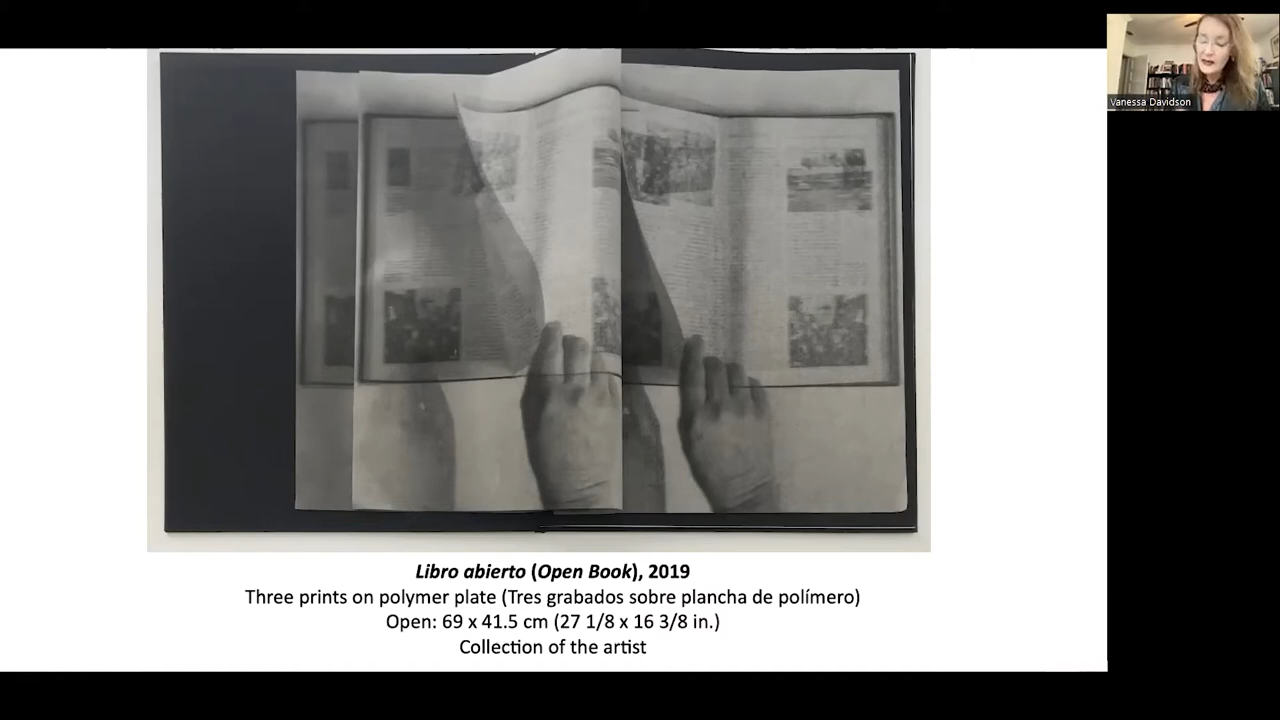 Vanessa Davidson
Libro abierto (Open Book), 2019
Three prints on polymer plate (Tres grabados sobre plancha de polímero)
Open: 69 x 41.5 cm (27 1/8 x 16 3/8 in.)
Collection of the artist